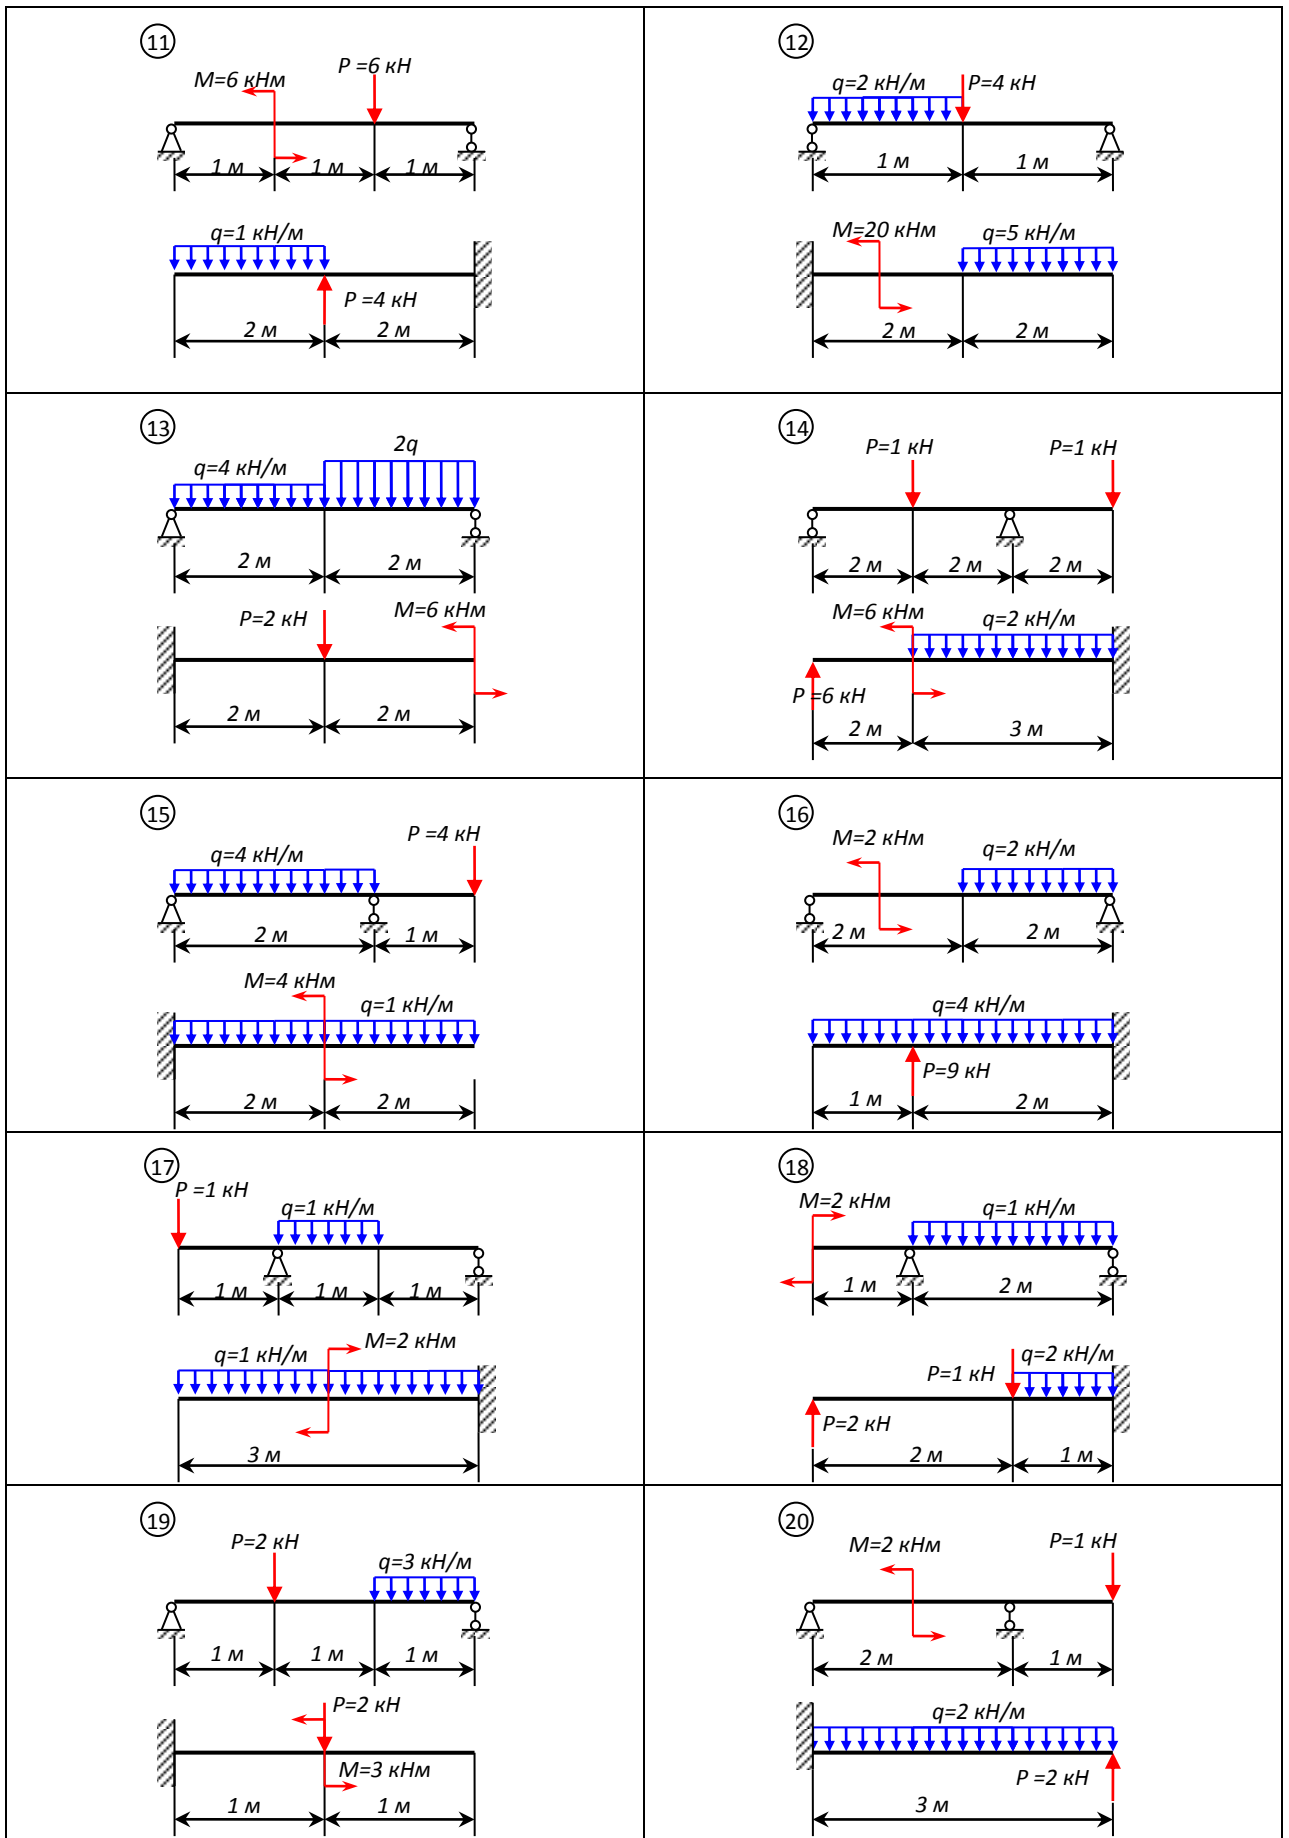 11
M=6 кНм
P =6 кН
1 м
1 м
1 м
q=1 кН/м
P =4 кН
2 м
2 м
12
q=2 кН/м
P=4 кН
1 м
1 м
M=20 кНм
q=5 кН/м
2 м
2 м
13
q=4 кН/м
2q
2 м
2 м
P=2 кН
M=6 кНм
2 м
2 м
14
P=1 кН
P=1 кН
2 м
2 м
2 м
M=6 кНм
q=2 кН/м
P =6 кН
2 м
3 м
15
P =4 кН
q=4 кН/м
2 м
1 м
M=4 кНм
q=1 кН/м
2 м
2 м
16
M=2 кНм
q=2 кН/м
2 м
2 м
q=4 кН/м
P=9 кН
1 м
2 м
17
P =1 кН
q=1 кН/м
1 м
1 м
1 м
q=1 кН/м
M=2 кНм
3 м
18
M=2 кНм
q=1 кН/м
1 м
2 м
P=1 кН
q=2 кН/м
P=2 кН
2 м
1 м
19
P=2 кН
q=3 кН/м
1 м
1 м
1 м
P=2 кН
M=3 кНм
1 м
1 м
20
M=2 кНм
P=1 кН
2 м
1 м
q=2 кН/м
P =2 кН
3 м